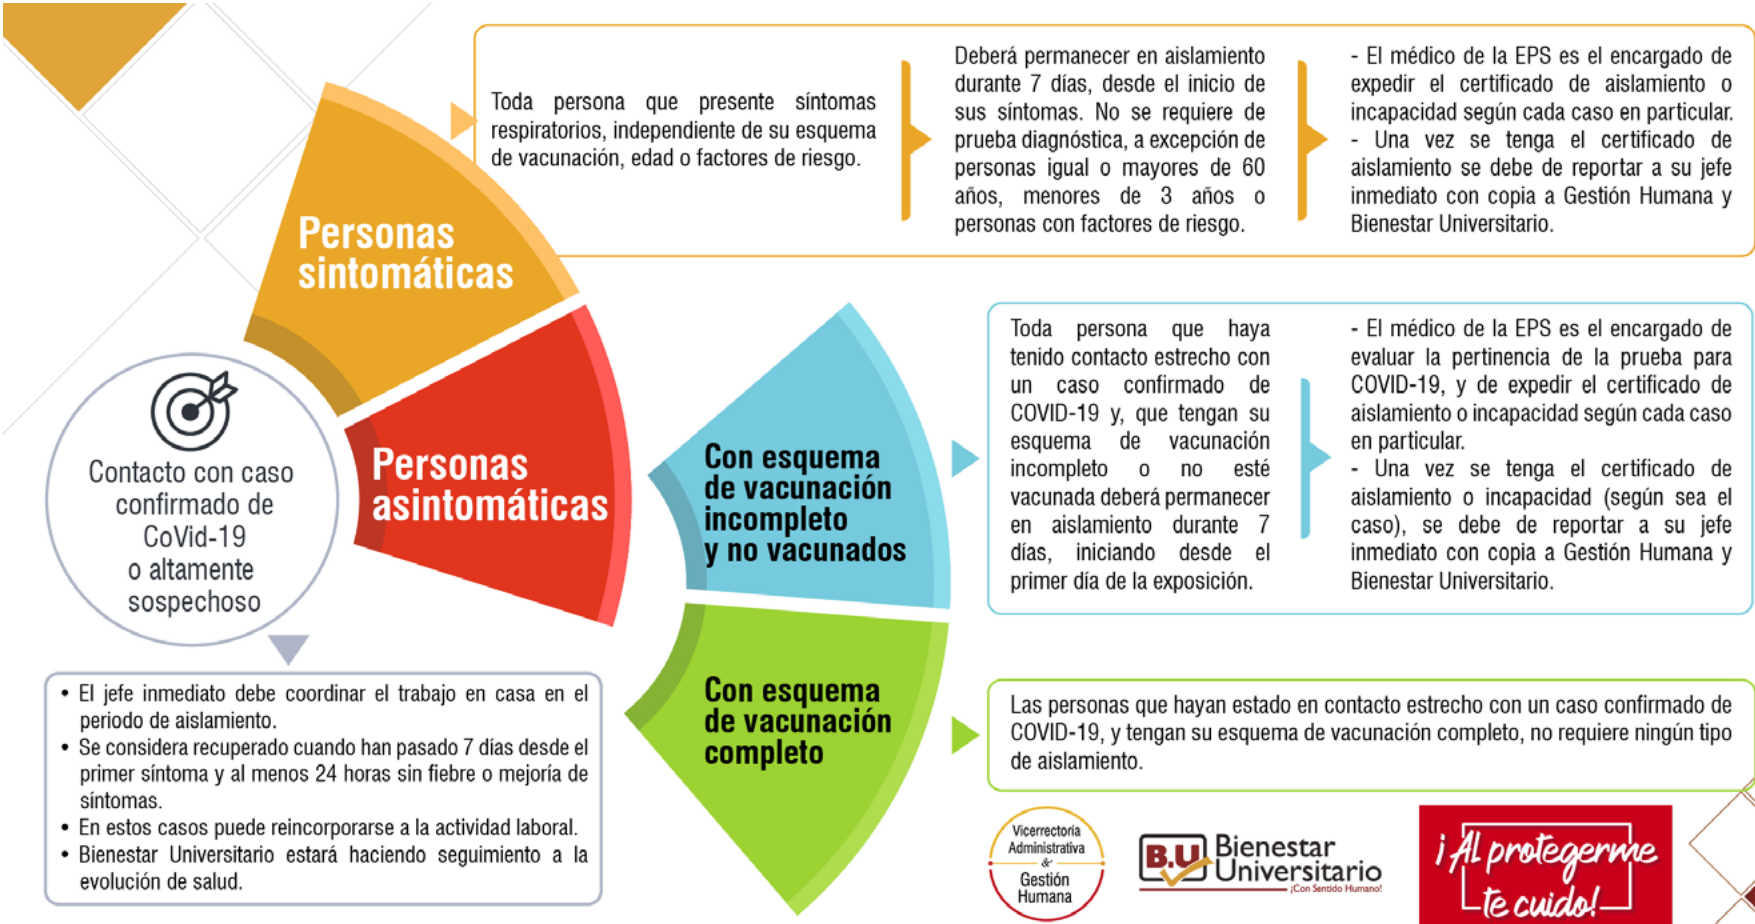 Toda persona que presente síntomas
respiratorios, independiente de su esquema
de vacunación, edad o factores de riesgo.
Deberá permanecer en aislamiento
durante 7 días, desde el inicio de
sus síntomas. No se requiere de
prueba diagnóstica, a excepción de
personas igual o mayores de 60
años, menores de 3 años o
personas con factores de riesgo.
- El médico de la EPS es el encargado de
expedir el certificado de aislamiento o
incapacidad según cada caso en particular.
- Una vez se tenga el certificado de
aislamiento se debe de reportar a su jefe
inmediato con copia a Gestión Humana y
Bienestar Universitario.
Personas
sintomáticas
Personas
asintomáticas
Contacto con caso
confirmado de
CoVid-19
o altamente
sospechoso
Con esquema
de vacunación
incompleto
y no vacunados
Toda persona que haya
tenido contacto estrecho con
un caso confirmado de
COVID-19 y, que tengan su
esquema de vacunación
incompleto o no esté
vacunada deberá permanecer
en aislamiento durante 7
días, iniciando desde el
primer día de la exposición.
- El médico de la EPS es el encargado de
evaluar la pertinencia de la prueba para
COVID-19, y de expedir el certificado de
aislamiento o incapacidad según cada caso
en particular.
- Una vez se tenga el certificado de
aislamiento o incapacidad (según sea el
caso), se debe de reportar a su jefe
inmediato con copia a Gestión Humana y
Bienestar Universitario.
• El jefe inmediato debe coordinar el trabajo en casa en el
periodo de aislamiento.
• Se considera recuperado cuando han pasado 7 días desde el
primer síntoma y al menos 24 horas sin fiebre o mejoría de
síntomas.
• En estos casos puede reincorporarse a la actividad laboral.
• Bienestar Universitario estará haciendo seguimiento a la
evolución de salud.
Con esquema
de vacunación
completo
Las personas que hayan estado en contacto estrecho con un caso confirmado de
COVID-19, y tengan su esquema de vacunación completo, no requiere ningún tipo
de aislamiento.
Vicerrectoría
Administrativa
&
Gestión
Humana
B.U
Bienestar
Universitario
¡Con Sentido Humano!
¡Al protegerme
te cuido!